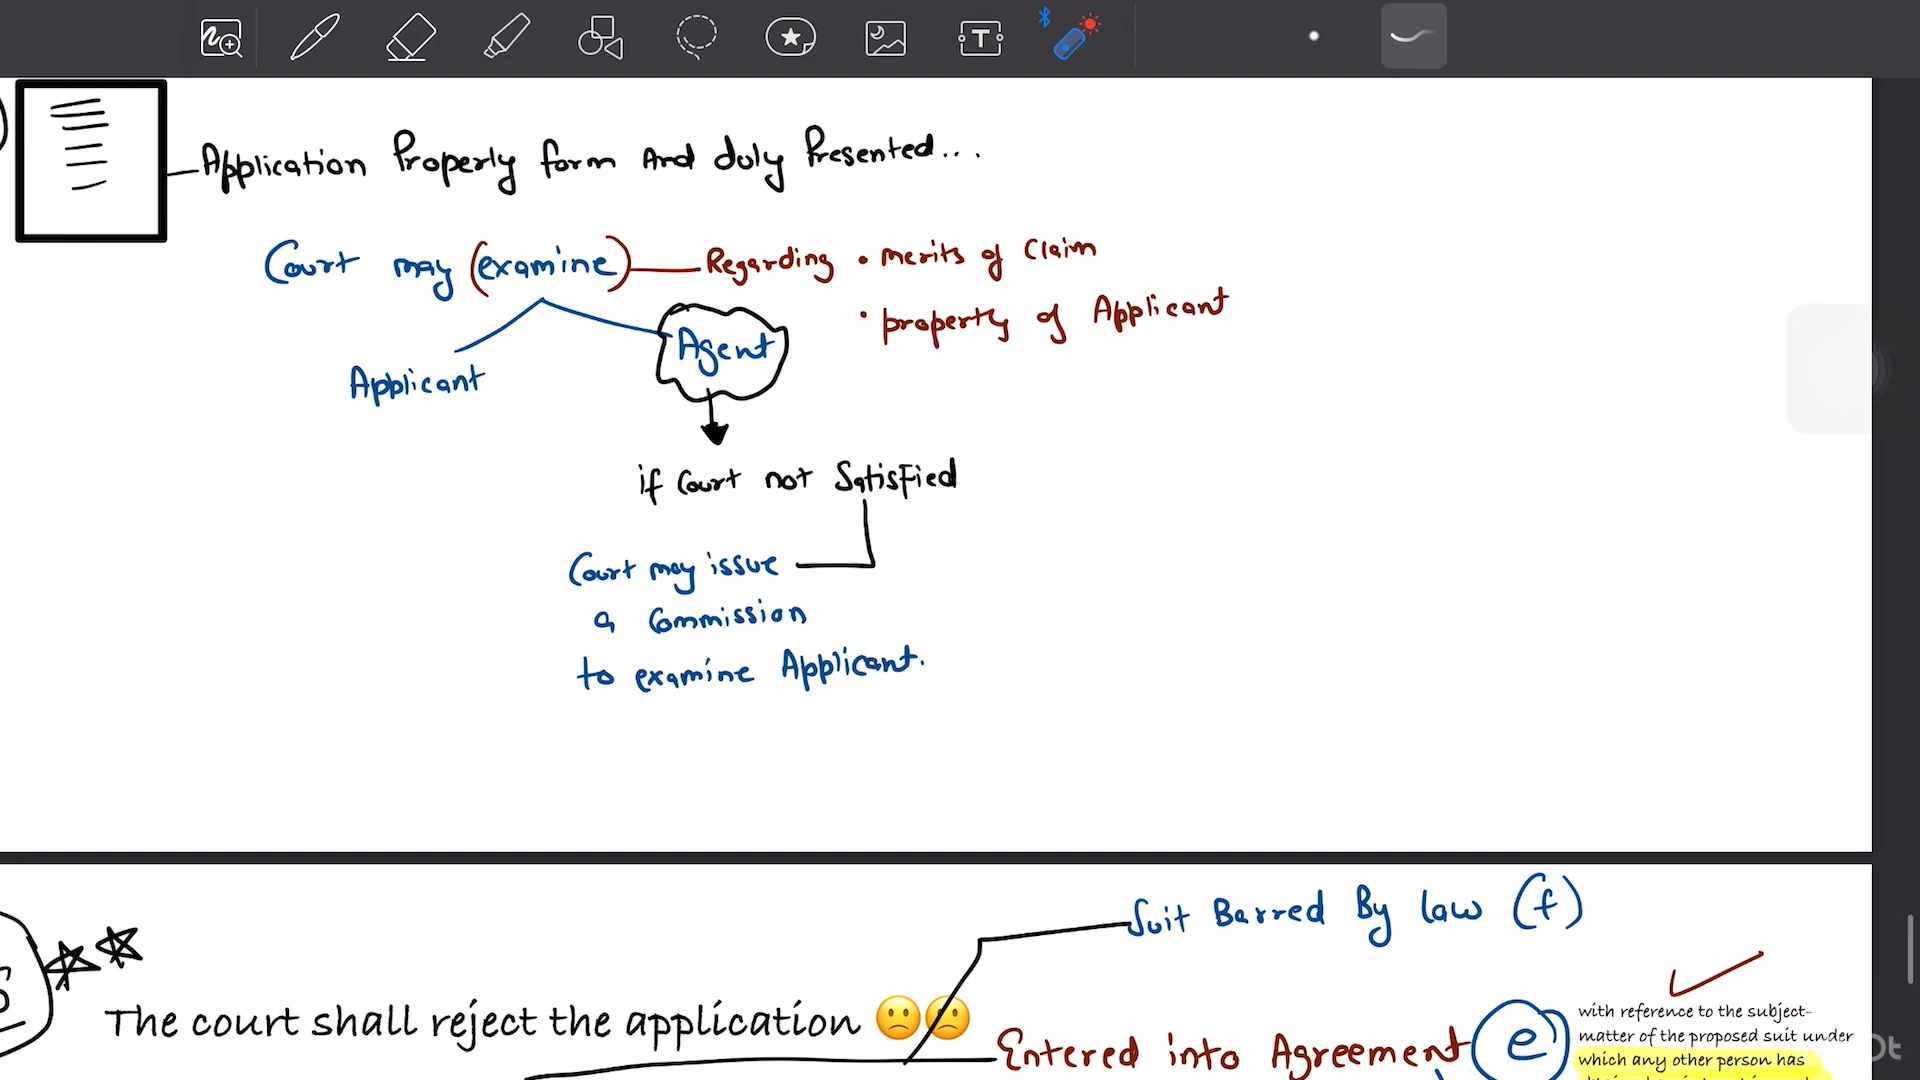 Application Properly form And duly Presented...
Court may (examine) Regarding • merits of Claim
• property of Applicant
Agent
Applicant
if Court not Satisfied
Court may issue
a Commission
to examine Applicant.
Suit Barred By law (f)
The court shall reject the application
Entered into Agreement e
with reference to the subject-
matter of the proposed suit under
which any other person has